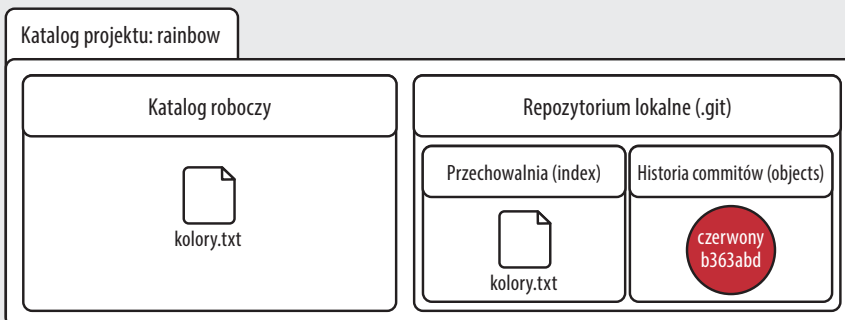 Katalog projektu: rainbow
Katalog roboczy
kolory.txt
Repozytorium lokalne (.git)
Przechowalnia (index)
kolory.txt
Historia commitów (objects)
czerwony
b363abd